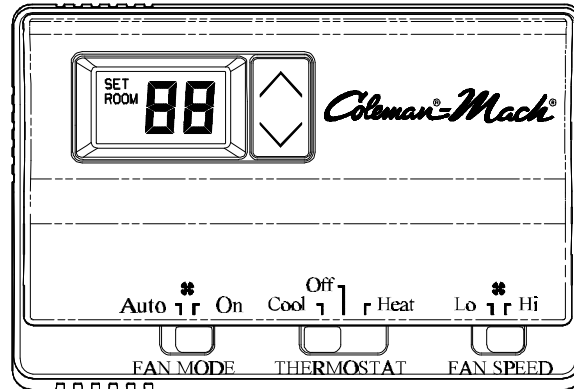 SET
ROOM 88
Coleman®-Mach®
Off
Auto On Cool Heat Lo Hi
FAN MODE THERMOSTAT FAN SPEED